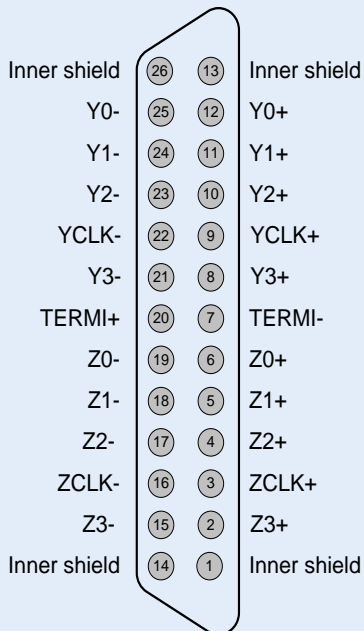 Inner shield 26 13 Inner shield
Y0- 25 12 Y0+
Y1- 24 11 Y1+
Y2- 23 10 Y2+
YCLK- 22 9 YCLK+
Y3- 21 8 Y3+
TERMI+ 20 7 TERMI-
Z0- 19 6 Z0+
Z1- 18 5 Z1+
Z2- 17 4 Z2+
ZCLK- 16 3 ZCLK+
Z3- 15 2 Z3+
Inner shield 14 1 Inner shield